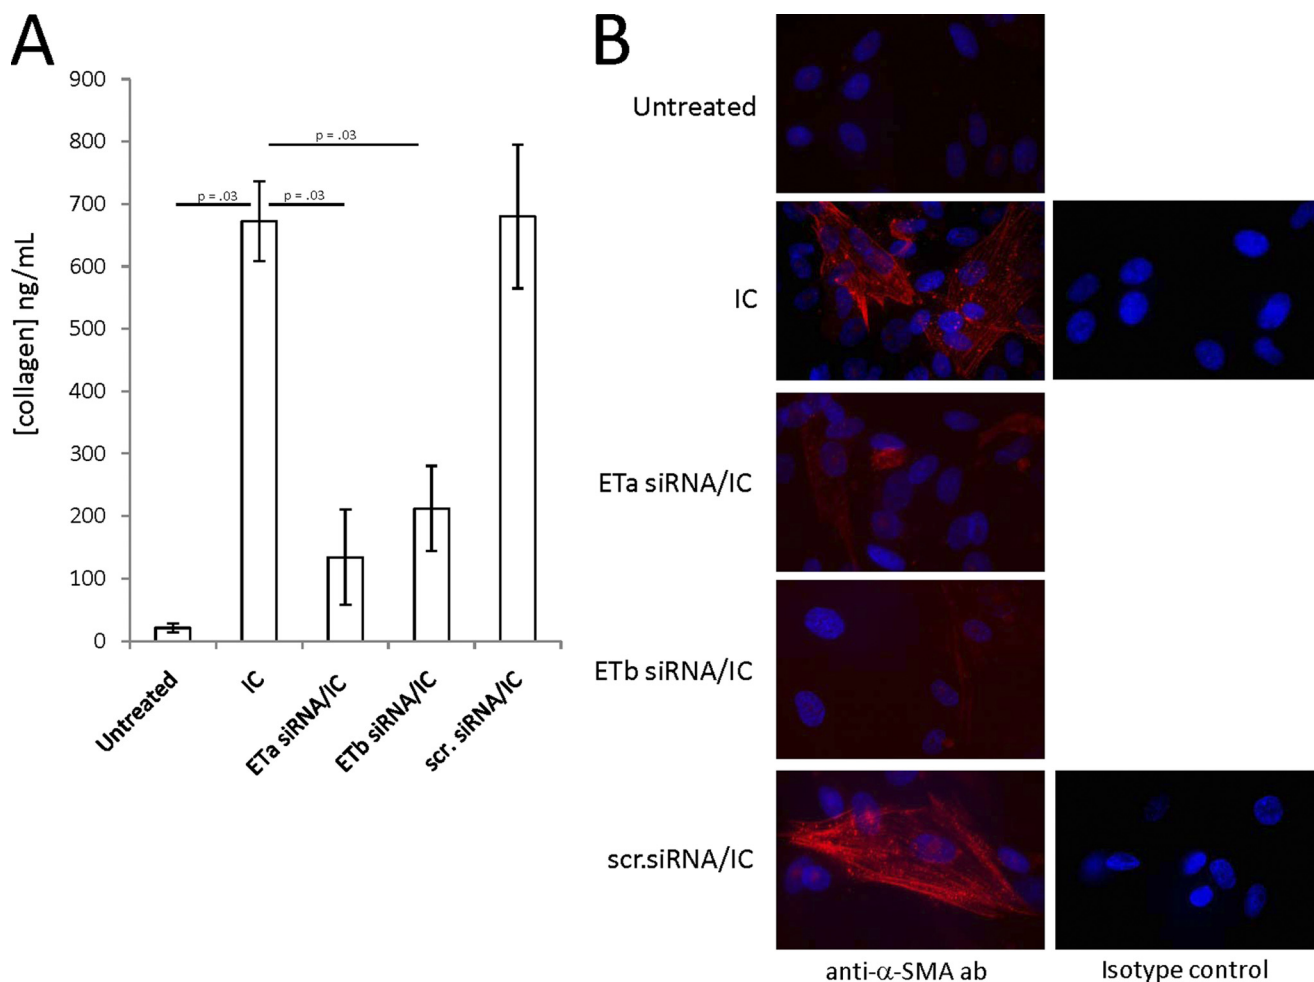 A
900
800
700
600
500
400
300
200
100
0
[collagen] ng/mL
p = .03
p = .03
p = .03
Untreated
IC
ETa siRNA/IC
ETb siRNA/IC
scr. siRNA/IC
B
Untreated
IC
ETa siRNA/IC
ETb siRNA/IC
scr.siRNA/IC
anti-α-SMA ab
Isotype control